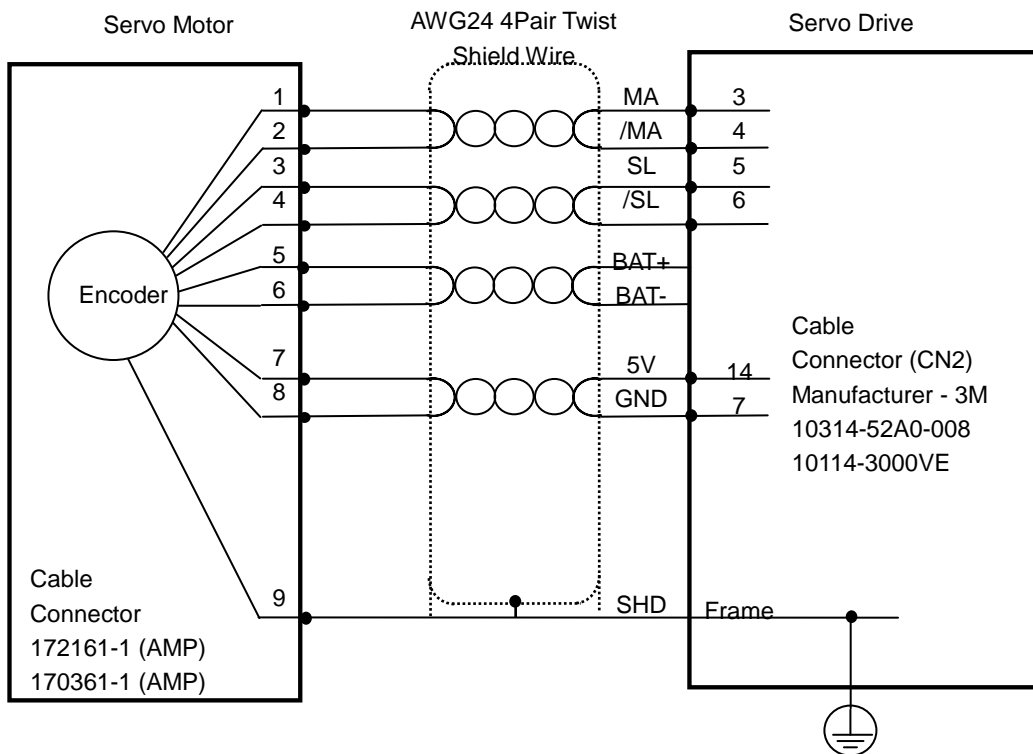 Servo Motor
AWG24 4Pair Twist
Shield Wire
Servo Drive
1
MA
3
2
/MA
4
3
SL
5
4
/SL
6
5
BAT+
Encoder
6
BAT-
7
5V
14
8
GND
7
Cable
Connector (CN2)
Manufacturer - 3M
10314-52A0-008
10114-3000VE
9
SHD
Frame
Cable
Connector
172161-1 (AMP)
170361-1 (AMP)